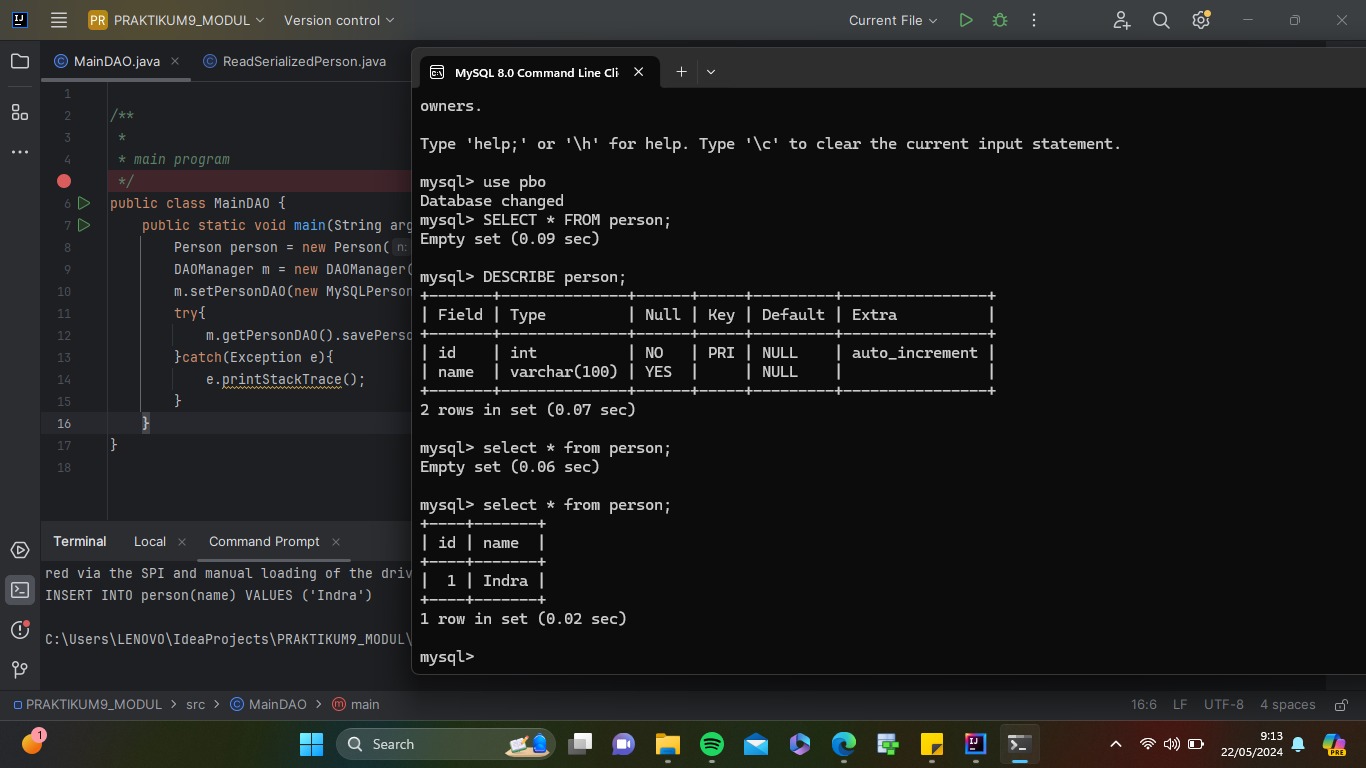 PR PRAKTIKUM9_MODUL Version control Current File
MainDAO.java ReadSerializedPerson.java
1
2 /**
3 *
4 * main program
*/
6 public class MainDAO {
7 public static void main(String arg
8 Person person = new Person( n:
9 DAOManager m = new DAOManager(
10 m.setPersonDAO(new MySQLPerson
11 try{
12 m.getPersonDAO().savePerso
13 }catch(Exception e){
14 e.printStackTrace();
15 }
16 }
17 }
18
Terminal Local Command Prompt
red via the SPI and manual loading of the driv
INSERT INTO person(name) VALUES ('Indra')
C:\Users\LENOVO\IdeaProjects\PRAKTIKUM9_MODUL\
MySQL 8.0 Command Line Cli
owners.
Type 'help;' or '\h' for help. Type '\c' to clear the current input statement.
mysql> use pbo
Database changed
mysql> SELECT * FROM person;
Empty set (0.09 sec)
mysql> DESCRIBE person;
+-------+--------------+------+-----+---------+----------------+
| Field | Type | Null | Key | Default | Extra |
+-------+--------------+------+-----+---------+----------------+
| id | int | NO | PRI | NULL | auto_increment |
| name | varchar(100) | YES | | NULL | |
+-------+--------------+------+-----+---------+----------------+
2 rows in set (0.07 sec)
mysql> select * from person;
Empty set (0.06 sec)
mysql> select * from person;
+----+-------+
| id | name |
+----+-------+
| 1 | Indra |
+----+-------+
1 row in set (0.02 sec)
mysql>
PRAKTIKUM9_MODUL > src > MainDAO > main 16:6 LF UTF-8 4 spaces
1 Search 9:13
22/05/2024
PRE